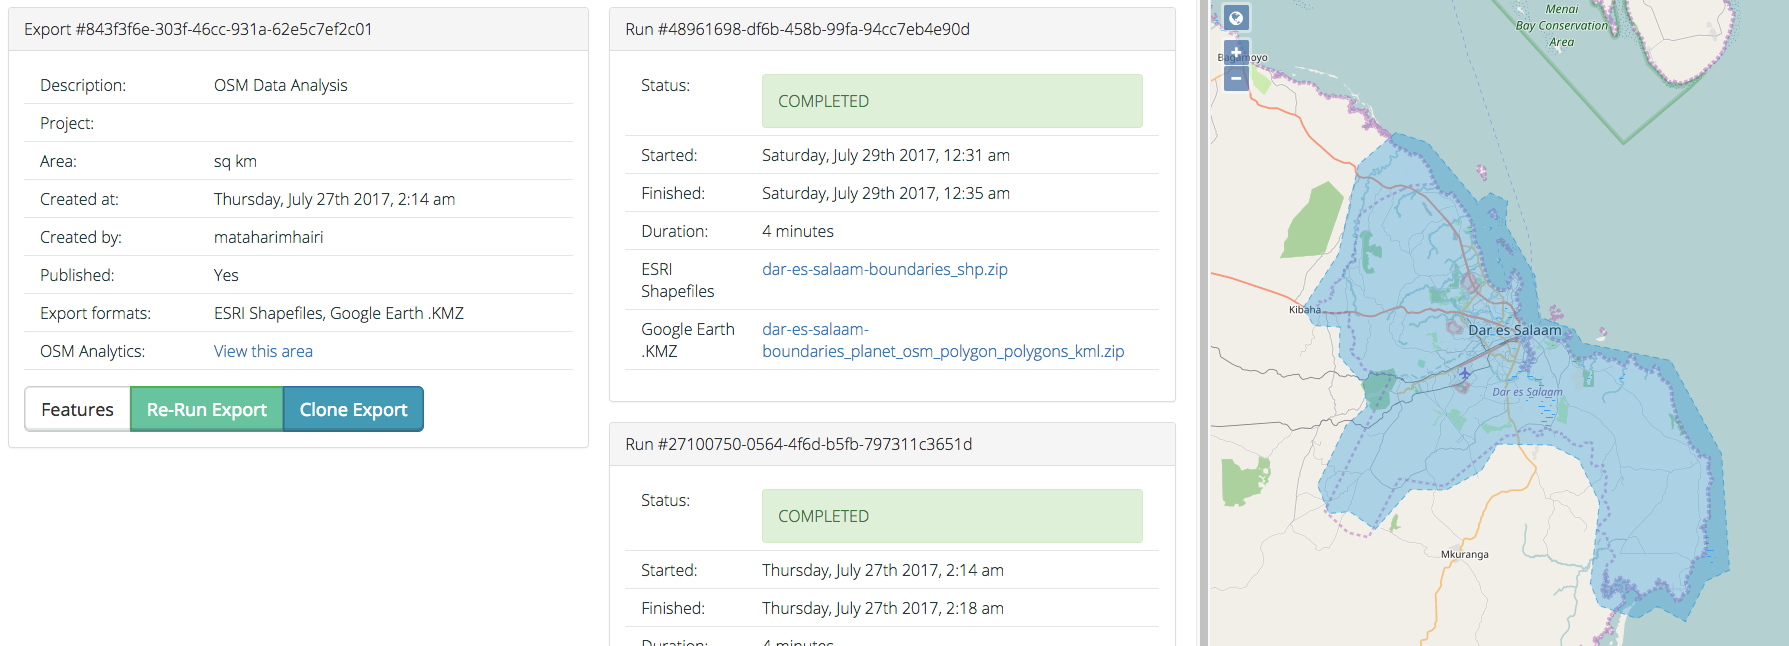 Export #843f3f6e-303f-46cc-931a-62e5c7ef2c01
Description: OSM Data Analysis
Project:
Area: sq km
Created at: Thursday, July 27th 2017, 2:14 am
Created by: mataharimhairi
Published: Yes
Export formats: ESRI Shapefiles, Google Earth .KMZ
OSM Analytics: View this area
Features Re-Run Export Clone Export
Run #48961698-df6b-458b-99fa-94cc7eb4e90d
Status: COMPLETED
Started: Saturday, July 29th 2017, 12:31 am
Finished: Saturday, July 29th 2017, 12:35 am
Duration: 4 minutes
ESRI dar-es-salaam-boundaries_shp.zip
Shapefiles
Google Earth dar-es-salaam-
.KMZ boundaries_planet_osm_polygon_polygons_kml.zip
Run #27100750-0564-4f6d-b5fb-797311c3651d
Status: COMPLETED
Started: Thursday, July 27th 2017, 2:14 am
Finished: Thursday, July 27th 2017, 2:18 am
Duration: 4 minutes
Menai
Bay Conservation
Area
+
Bagamoyo
−
Kibaha
Dar es Salaam
Dar es Salaam
Mkuranga